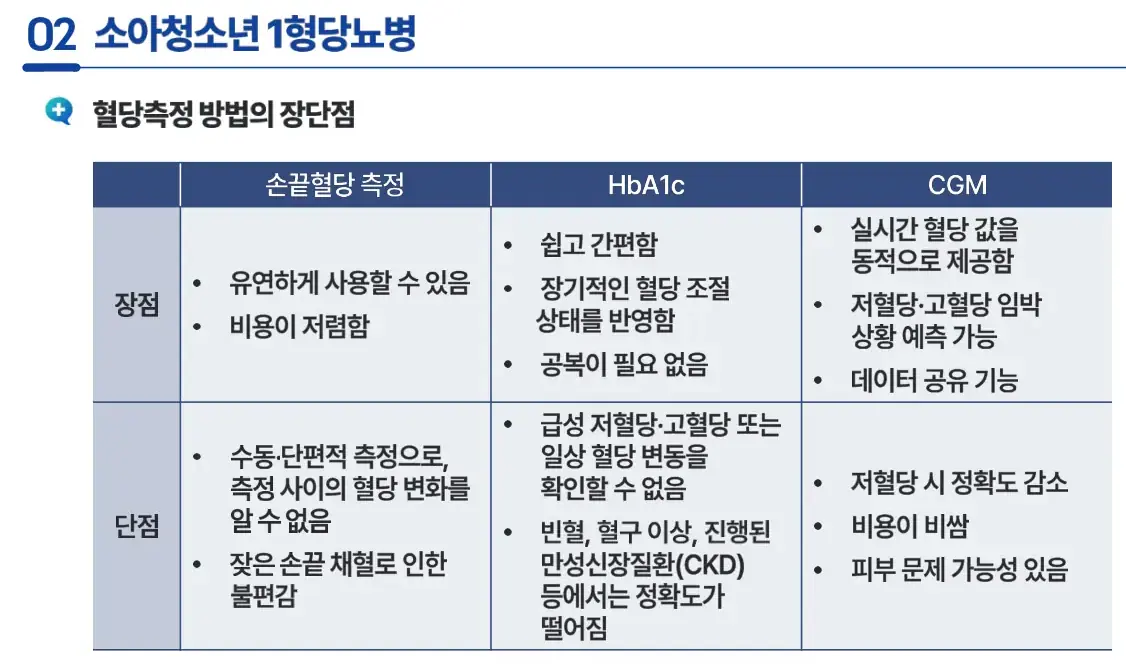 02 소아청소년 1형당뇨병
혈당측정 방법의 장단점
손끝혈당 측정
HbA1c
CGM
장점
• 유연하게 사용할 수 있음
• 비용이 저렴함
• 쉽고 간편함
• 장기적인 혈당 조절
상태를 반영함
• 공복이 필요 없음
• 실시간 혈당 값을
동적으로 제공함
• 저혈당·고혈당 임박
상황 예측 가능
• 데이터 공유 기능
단점
• 수동·단편적 측정으로,
측정 사이의 혈당 변화를
알 수 없음
• 잦은 손끝 채혈로 인한
불편감
• 급성 저혈당·고혈당 또는
일상 혈당 변동을
확인할 수 없음
• 빈혈, 혈구 이상, 진행된
만성신장질환(CKD)
등에서는 정확도가
떨어짐
• 저혈당 시 정확도 감소
• 비용이 비쌈
• 피부 문제 가능성 있음